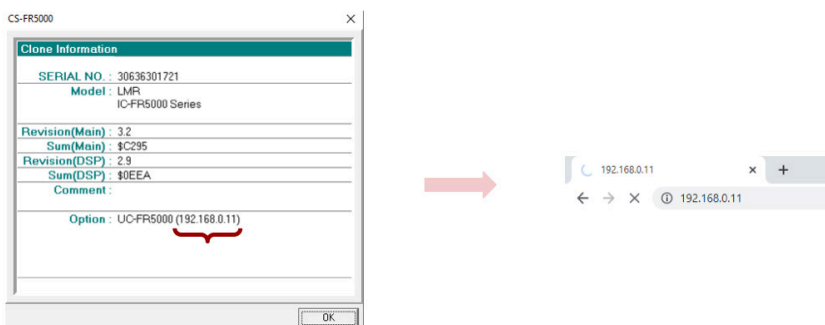 CS-FR5000
Clone Information
SERIAL NO. : 30636301721
Model : LMR
IC-FR5000 Series
Revision(Main) : 3.2
Sum(Main) : $C295
Revision(DSP) : 2.9
Sum(DSP) : $0EEA
Comment :
Option : UC-FR5000 (192.168.0.11)
OK
192.168.0.11
192.168.0.11